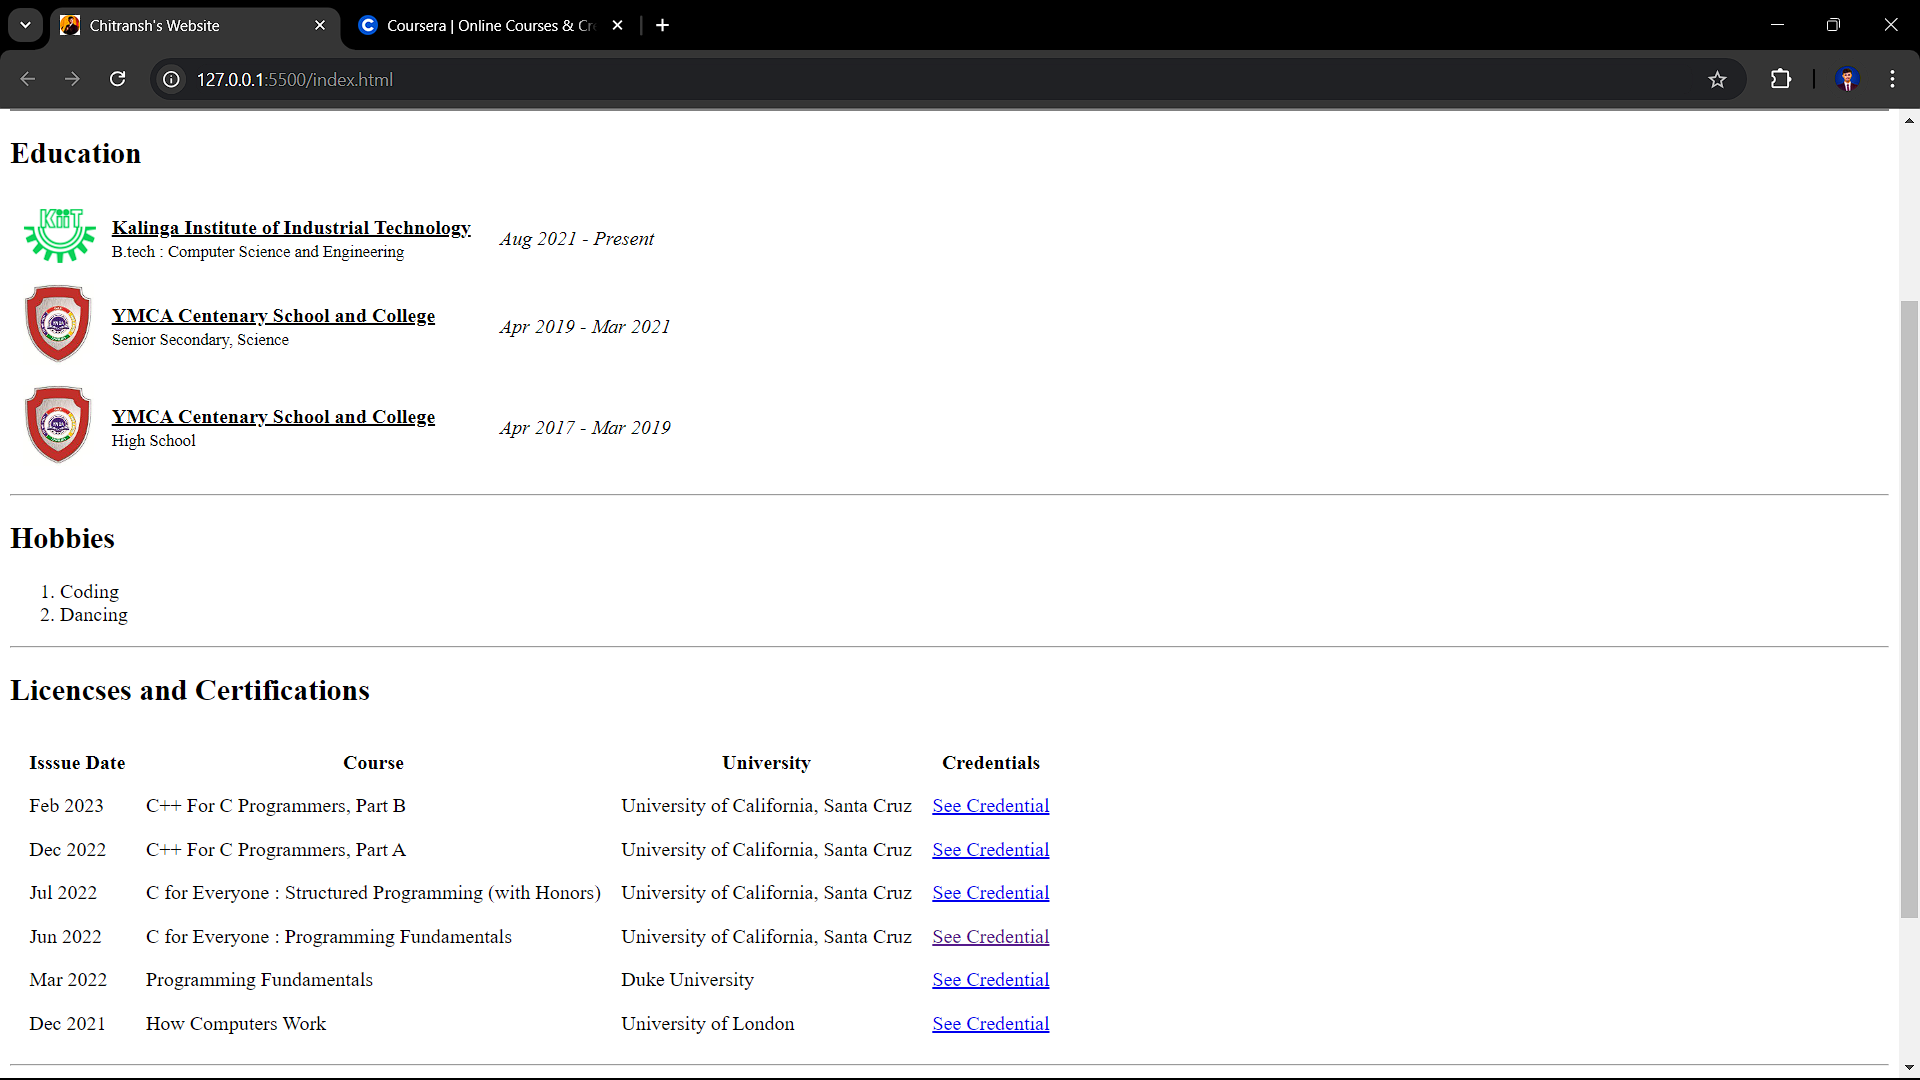 Chitransh's Website
Coursera | Online Courses & Cr
127.0.0.1:5500/index.html
Education
KiiT
Kalinga Institute of Industrial Technology
B.tech : Computer Science and Engineering
Aug 2021 - Present
YMCA Centenary School and College
Senior Secondary, Science
Apr 2019 - Mar 2021
YMCA Centenary School and College
High School
Apr 2017 - Mar 2019
Hobbies
1. Coding
2. Dancing
Licencses and Certifications
Isssue Date Course University Credentials
Feb 2023 C++ For C Programmers, Part B University of California, Santa Cruz See Credential
Dec 2022 C++ For C Programmers, Part A University of California, Santa Cruz See Credential
Jul 2022 C for Everyone : Structured Programming (with Honors) University of California, Santa Cruz See Credential
Jun 2022 C for Everyone : Programming Fundamentals University of California, Santa Cruz See Credential
Mar 2022 Programming Fundamentals Duke University See Credential
Dec 2021 How Computers Work University of London See Credential